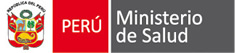 PERÚ
Ministerio
de Salud